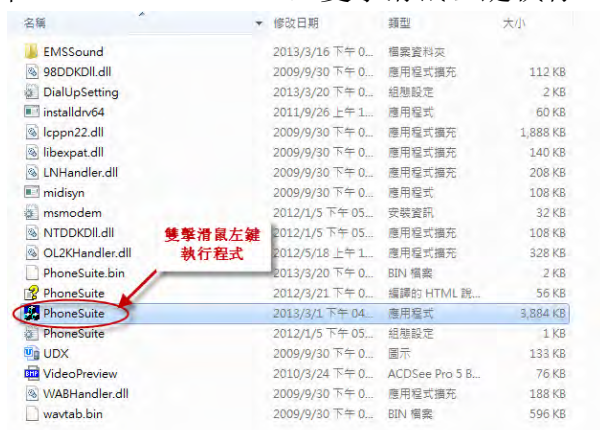 名稱 修改日期 類型 大小
EMSSound 2013/3/16 下午 0... 檔案資料夾
98DDKDll.dll 2009/9/30 下午 0... 應用程式擴充 112 KB
DialUpSetting 2013/3/20 下午 0... 組態設定 2 KB
installdrv64 2011/9/26 上午 1... 應用程式 60 KB
lcppn22.dll 2009/9/30 下午 0... 應用程式擴充 1,888 KB
libexpat.dll 2009/9/30 下午 0... 應用程式擴充 140 KB
LNHandler.dll 2009/9/30 下午 0... 應用程式擴充 208 KB
midisyn 2009/9/30 下午 0... 應用程式 108 KB
msmodem 2012/1/5 下午 05... 安裝資訊 32 KB
NTDDKDll.dll 2012/1/5 下午 05... 應用程式擴充 108 KB
OL2KHandler.dll 2012/5/18 上午 1... 應用程式擴充 328 KB
雙擊滑鼠左鍵
執行程式
PhoneSuite.bin 2013/3/20 下午 0... BIN 檔案 2 KB
PhoneSuite 2012/3/21 下午 0... 編譯的 HTML 說... 56 KB
PhoneSuite 2013/3/1 下午 04... 應用程式 3,884 KB
PhoneSuite 2012/1/5 下午 05... 組態設定 1 KB
UDX 2009/9/30 下午 0... 圖示 133 KB
VideoPreview 2010/3/24 下午 0... ACDSee Pro 5 B... 76 KB
WABHandler.dll 2009/9/30 下午 0... 應用程式擴充 188 KB
wavtab.bin 2009/9/30 下午 0... BIN 檔案 596 KB